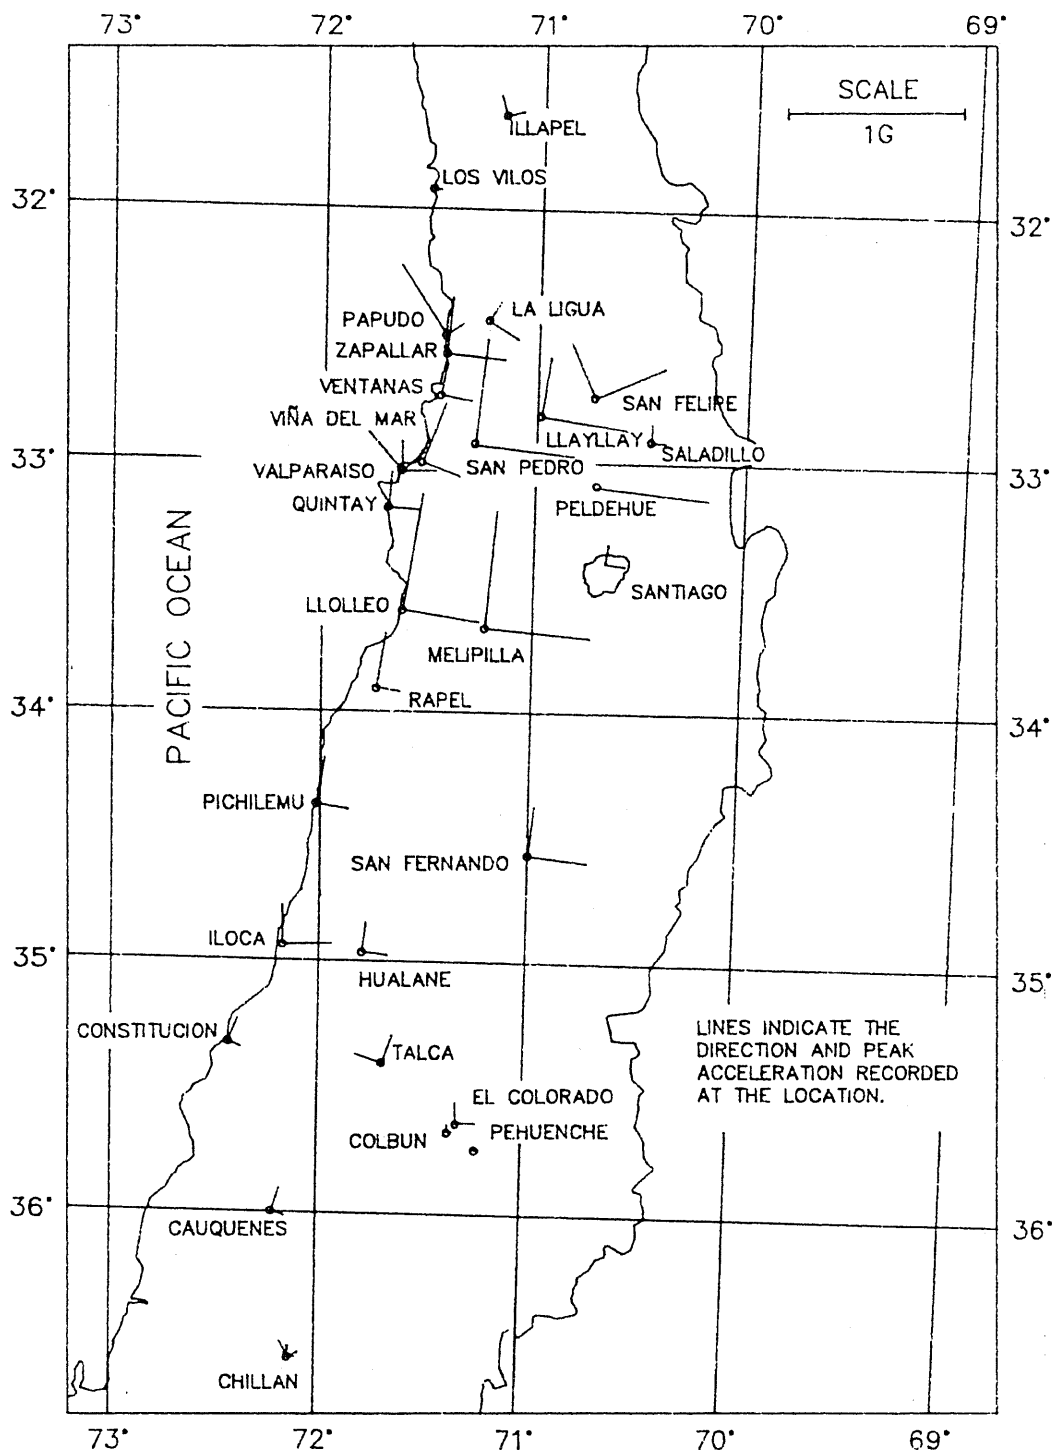 73° 72° 71° 70° 69°
SCALE
1G
ILLAPEL
LOS VILOS
32°
32°
LA LIGUA
PAPUDO
ZAPALLAR
VENTANAS
SAN FELIPE
VIÑA DEL MAR
LLAYLLAY
SALADILLO
33°
VALPARAISO
SAN PEDRO
33°
QUINTAY
PELDEHUE
PACIFIC OCEAN
SANTIAGO
LLOLLEO
MELIPILLA
RAPEL
34°
34°
PICHILEMU
SAN FERNANDO
ILOCA
35°
HUALANE
35°
CONSTITUCION
LINES INDICATE THE
DIRECTION AND PEAK
ACCELERATION RECORDED
AT THE LOCATION.
TALCA
EL COLORADO
COLBUN
PEHUENCHE
36°
CAUQUENES
36°
CHILLAN
73° 72° 71° 70° 69°